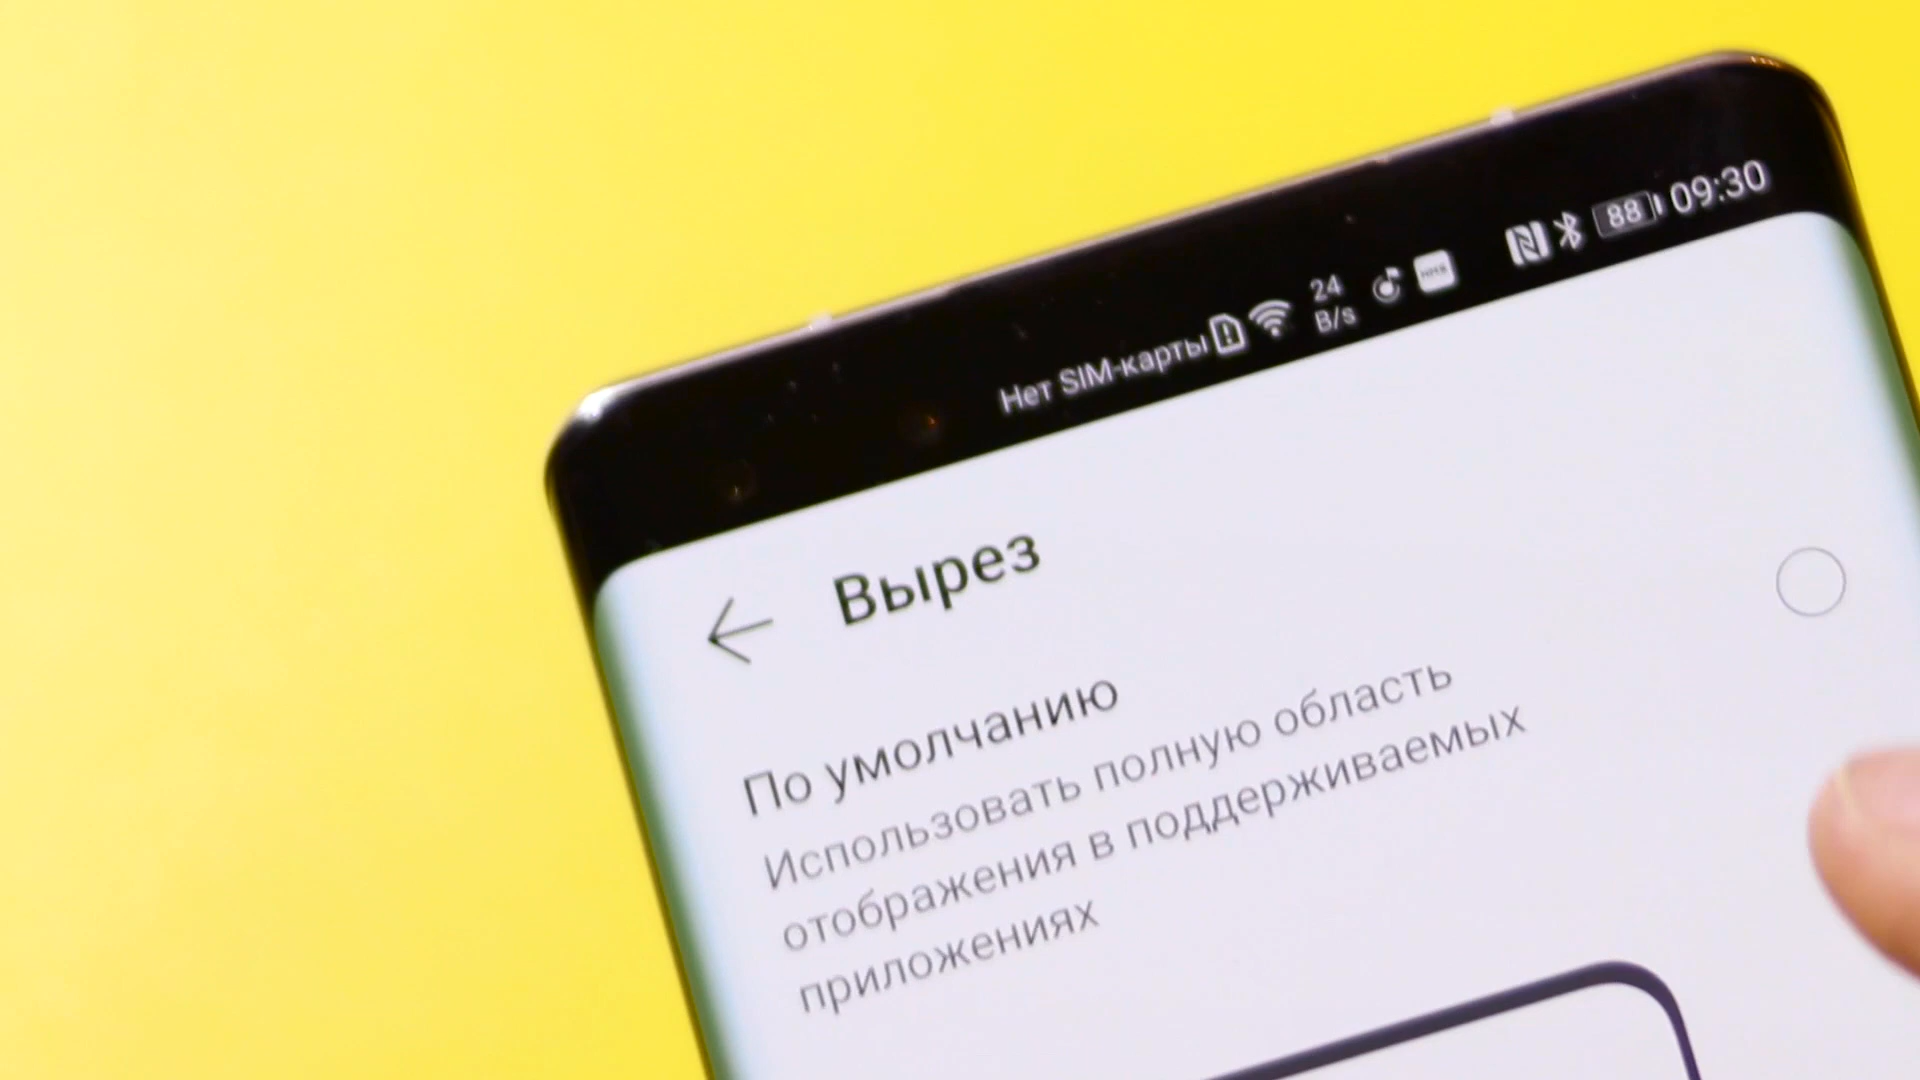 Нет SIM-карты
24
B/s
88
09:30
Вырез
По умолчанию
Использовать полную область
отображения в поддерживаемых
приложениях